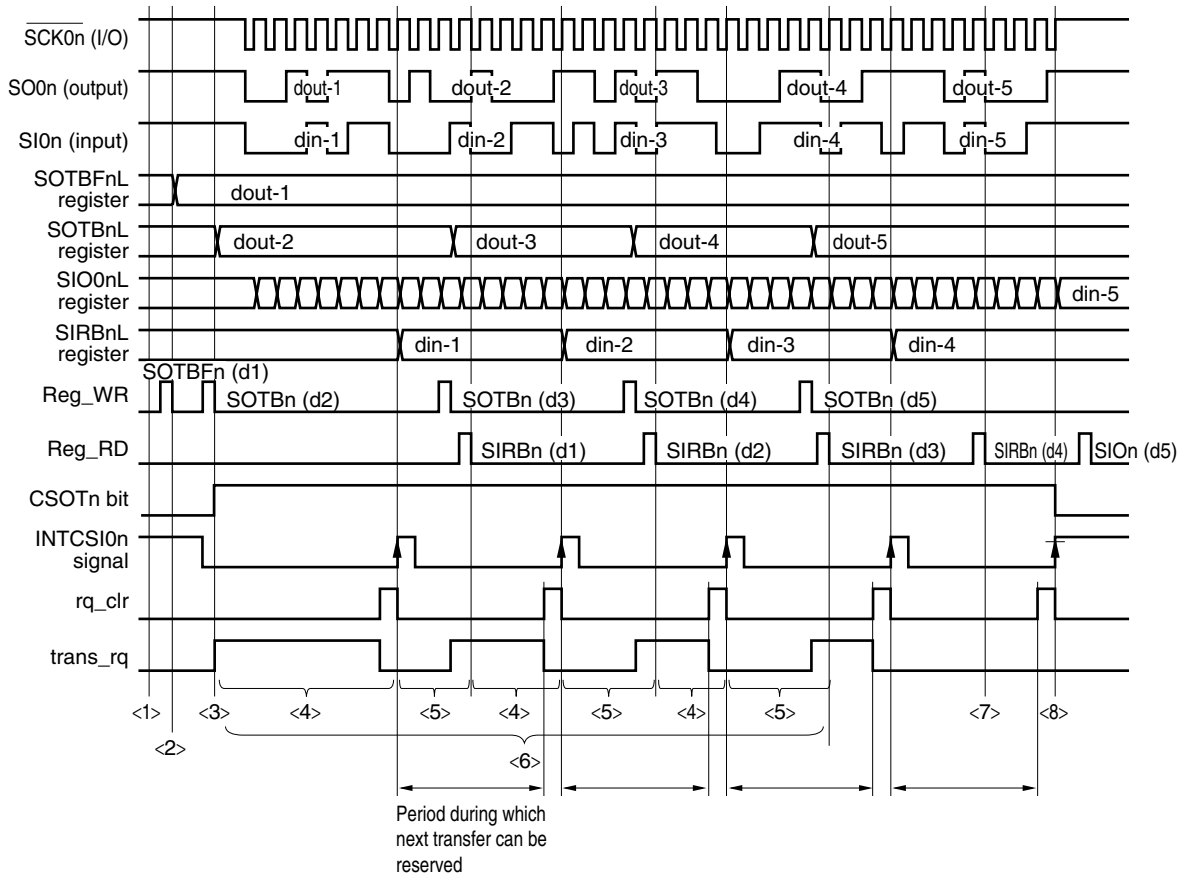 SCK0n (I/O)
SO0n (output)
dout-1 dout-2 dout-3 dout-4 dout-5
SI0n (input)
din-1 din-2 din-3 din-4 din-5
SOTBFnL
register
dout-1
SOTBnL
register
dout-2 dout-3 dout-4 dout-5
SIO0nL
register
din-5
SIRBnL
register
din-1 din-2 din-3 din-4
SOTBFn (d1)
Reg_WR
SOTBn (d2) SOTBn (d3) SOTBn (d4) SOTBn (d5)
Reg_RD
SIRBn (d1) SIRBn (d2) SIRBn (d3) SIRBn (d4) SIOn (d5)
CSOTn bit
INTCSI0n
signal
rq_clr
trans_rq
<1> <3> <4> <5> <4> <5> <4> <5> <7> <8>
<2> <6>
Period during which
next transfer can be
reserved